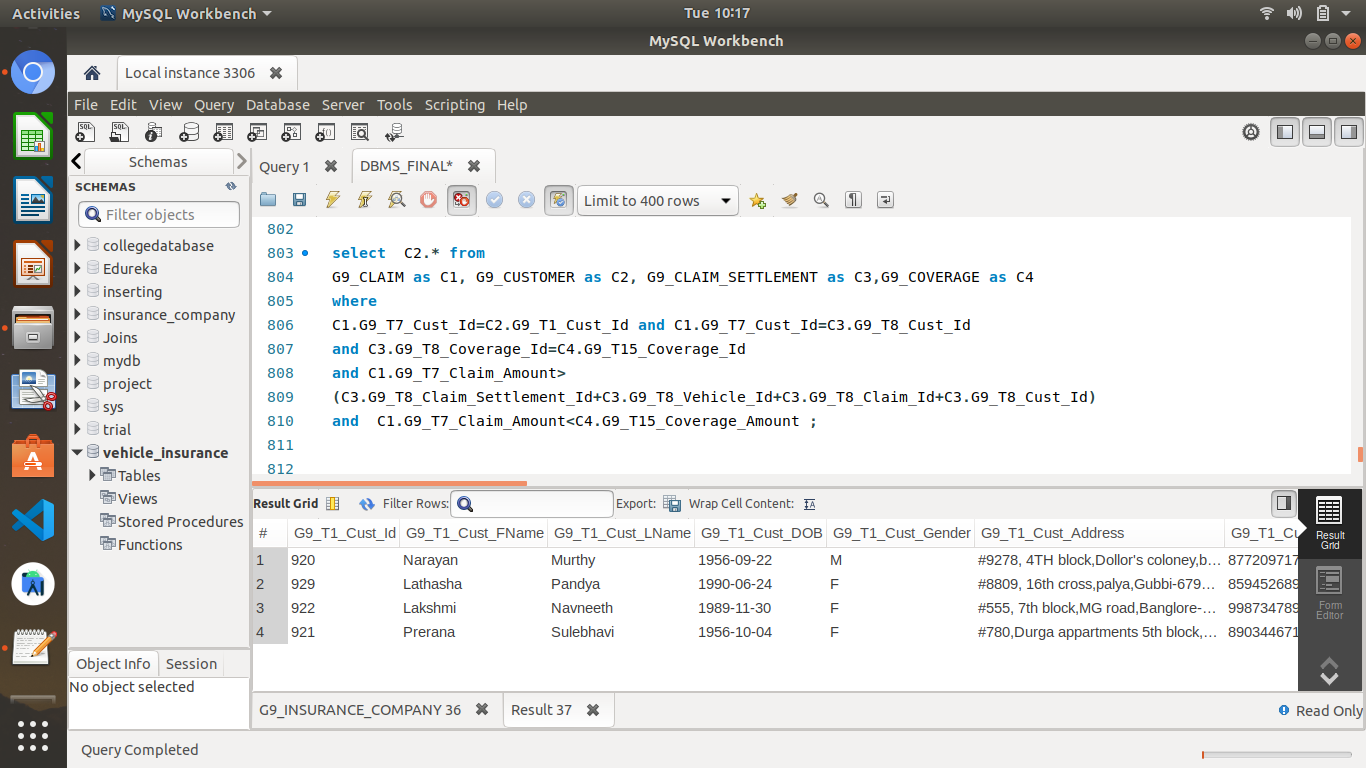 Activities MySQL Workbench Tue 10:17
MySQL Workbench
Local instance 3306
File Edit View Query Database Server Tools Scripting Help
Schemas
SCHEMAS
Filter objects
collegedatabase
Edureka
inserting
insurance_company
Joins
mydb
project
sys
trial
vehicle_insurance
Tables
Views
Stored Procedures
Functions
Object Info Session
No object selected
Query 1 DBMS_FINAL*
Limit to 400 rows
802
803 select C2.* from
804 G9_CLAIM as C1, G9_CUSTOMER as C2, G9_CLAIM_SETTLEMENT as C3,G9_COVERAGE as C4
805 where
806 C1.G9_T7_Cust_Id=C2.G9_T1_Cust_Id and C1.G9_T7_Cust_Id=C3.G9_T8_Cust_Id
807 and C3.G9_T8_Coverage_Id=C4.G9_T15_Coverage_Id
808 and C1.G9_T7_Claim_Amount>
809 (C3.G9_T8_Claim_Settlement_Id+C3.G9_T8_Vehicle_Id+C3.G9_T8_Claim_Id+C3.G9_T8_Cust_Id)
810 and C1.G9_T7_Claim_Amount<C4.G9_T15_Coverage_Amount ;
811
812
Result Grid Filter Rows: Export: Wrap Cell Content:
# G9_T1_Cust_Id G9_T1_Cust_FName G9_T1_Cust_LName G9_T1_Cust_DOB G9_T1_Cust_Gender G9_T1_Cust_Address G9_T1_Cu
1 920 Narayan Murthy 1956-09-22 M #9278, 4TH block,Dollor's coloney,b… 877209717
2 929 Lathasha Pandya 1990-06-24 F #8809, 16th cross,palya,Gubbi-679… 859452689
3 922 Lakshmi Navneeth 1989-11-30 F #555, 7th block,MG road,Banglore-… 998734789
4 921 Prerana Sulebhavi 1956-10-04 F #780,Durga appartments 5th block,… 890344671
Result Grid
Form Editor
G9_INSURANCE_COMPANY 36 Result 37 Read Only
Query Completed